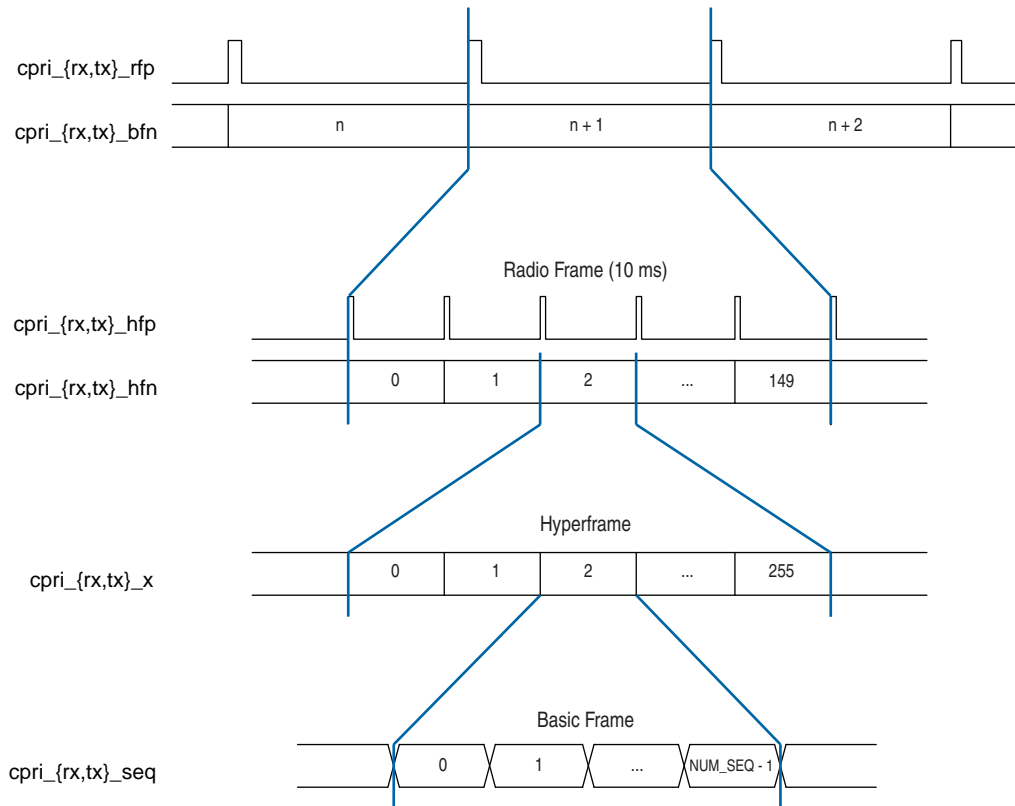 cpri_{rx,tx}_rfp
cpri_{rx,tx}_bfn
n
n + 1
n + 2
Radio Frame (10 ms)
cpri_{rx,tx}_hfp
cpri_{rx,tx}_hfn
0
1
2
...
149
Hyperframe
cpri_{rx,tx}_x
0
1
2
...
255
Basic Frame
cpri_{rx,tx}_seq
0
1
...
NUM_SEQ - 1